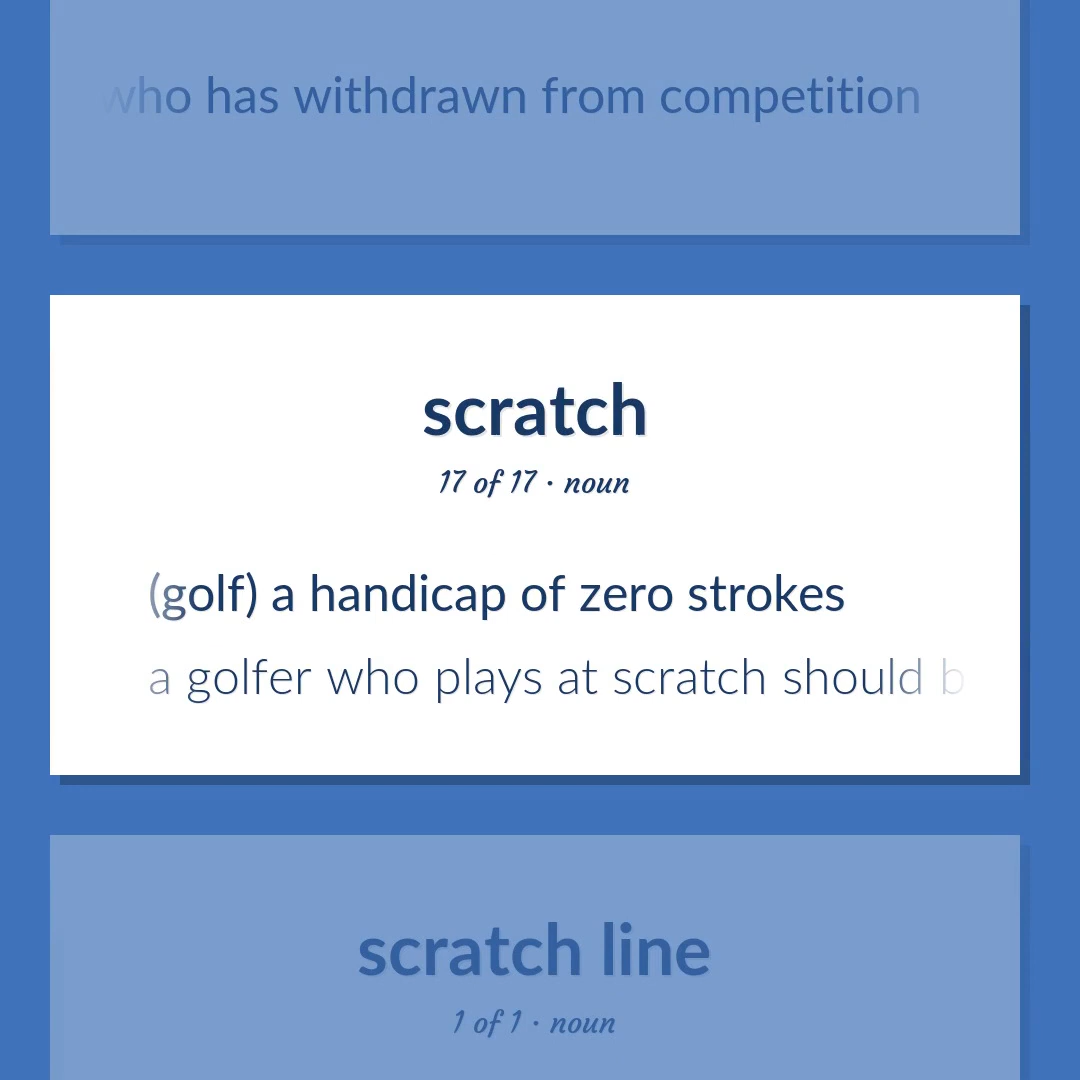 who has withdrawn from competition
scratch
17 of 17 · noun
(golf) a handicap of zero strokes
a golfer who plays at scratch should b
scratch line
1 of 1 · noun